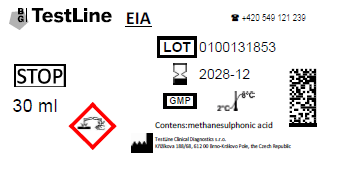 BG TestLine EIA ☎ +420 549 121 239
LOT 0100131853
STOP 2028-12
30 ml GMP 2°C 8°C
Contens:methanesulphonic acid
TestLine Clinical Diagnostics s.r.o.
Křižíkova 188/68, 612 00 Brno-Královo Pole, the Czech Republic